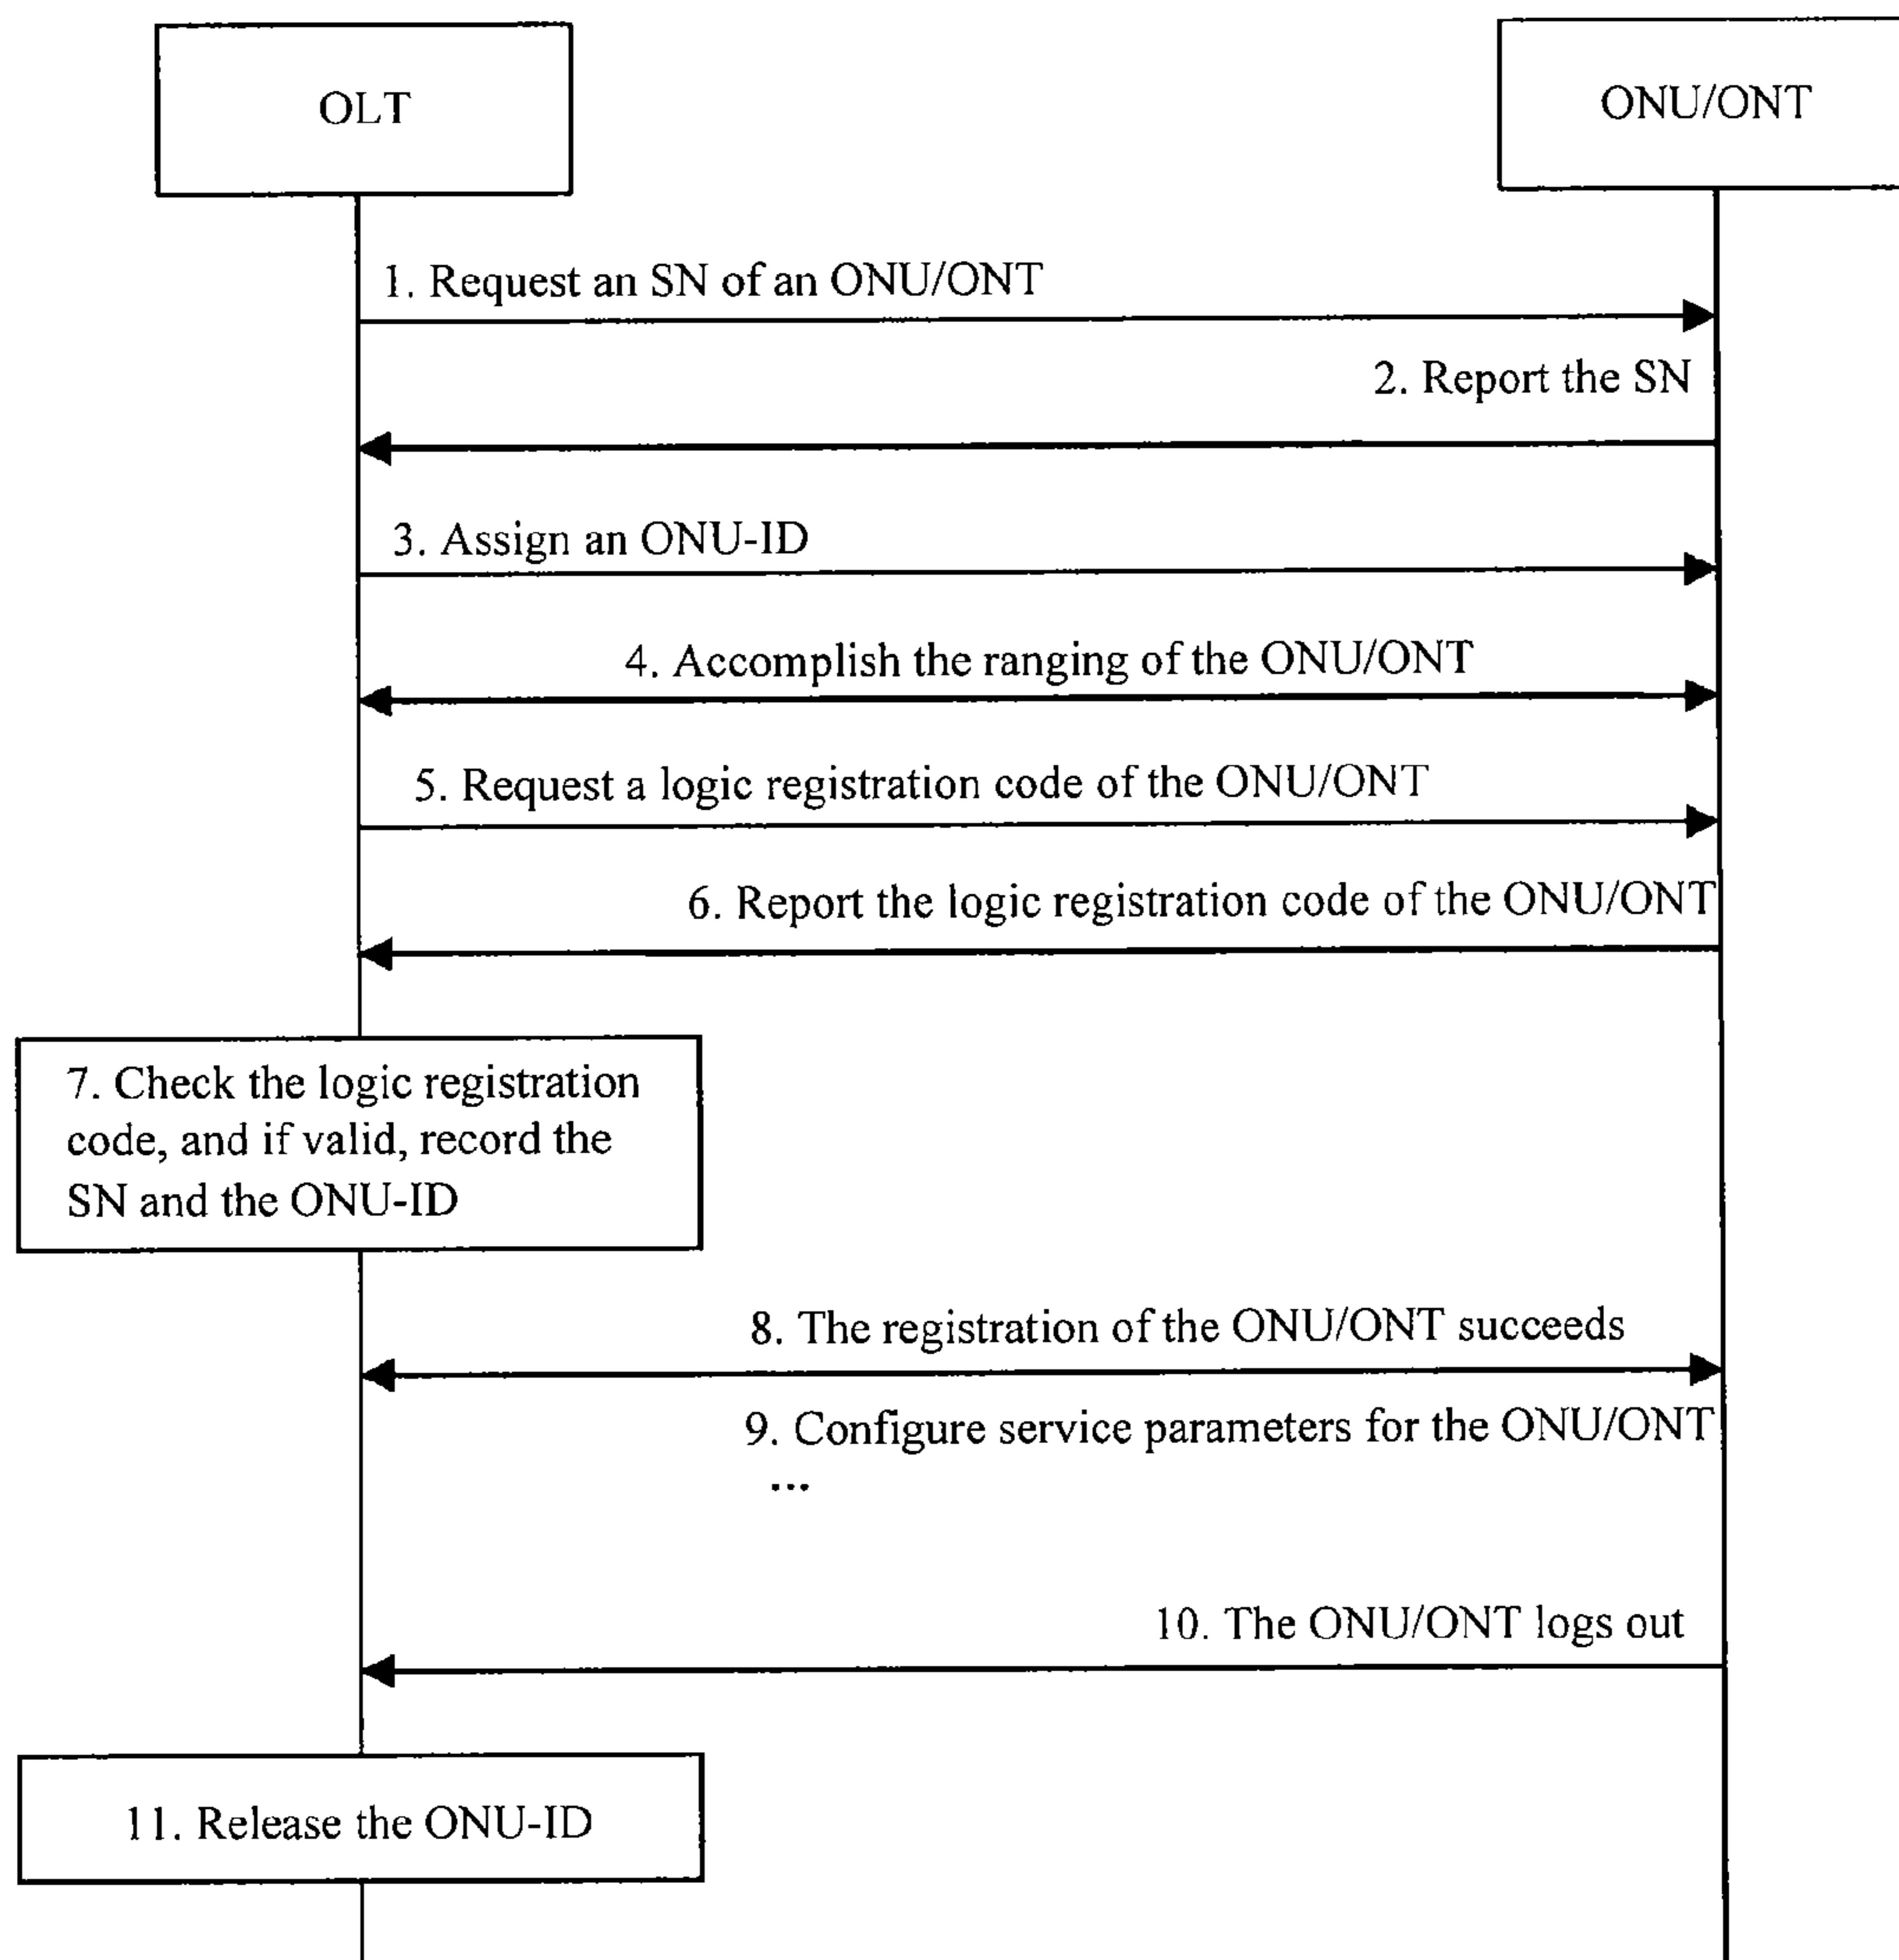 OLT
ONU/ONT
1. Request an SN of an ONU/ONT
2. Report the SN
3. Assign an ONU-ID
4. Accomplish the ranging of the ONU/ONT
5. Request a logic registration code of the ONU/ONT
6. Report the logic registration code of the ONU/ONT
7. Check the logic registration
code, and if valid, record the
SN and the ONU-ID
8. The registration of the ONU/ONT succeeds
9. Configure service parameters for the ONU/ONT
...
10. The ONU/ONT logs out
11. Release the ONU-ID